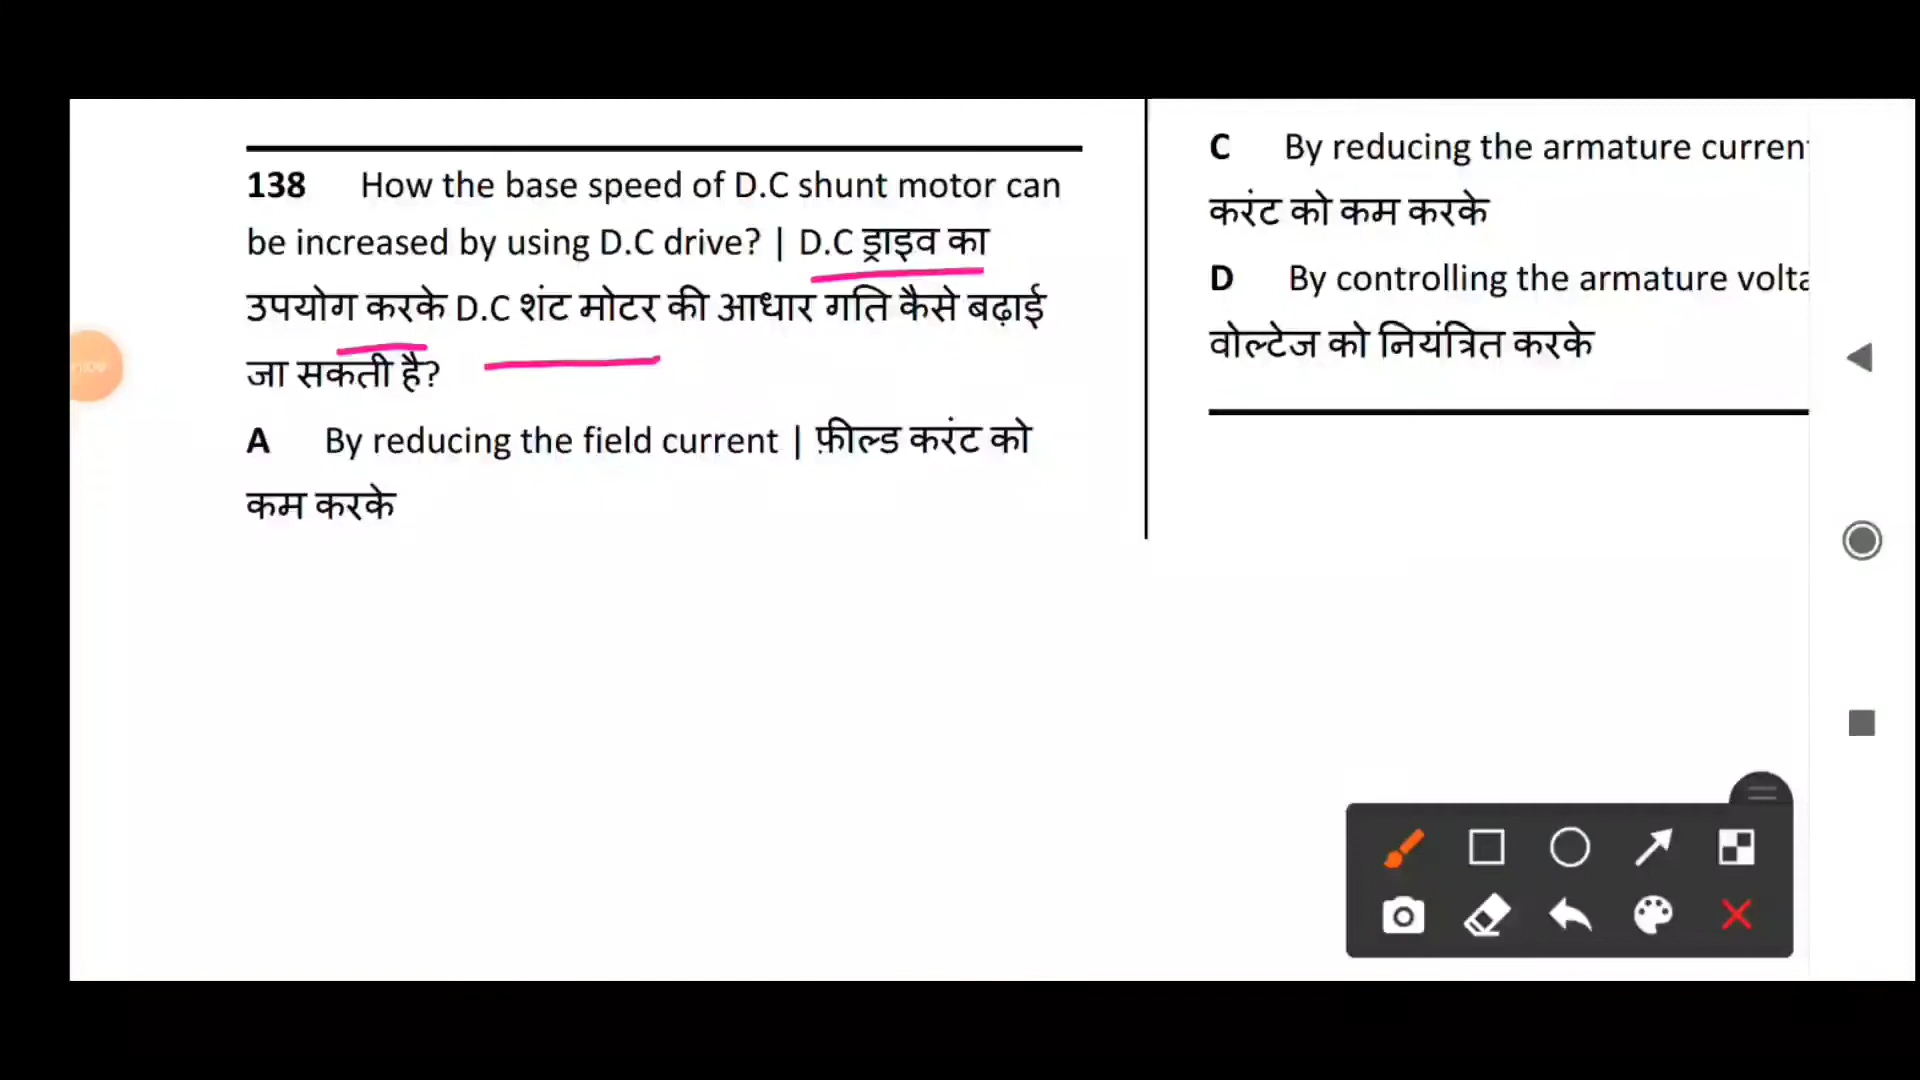 138 How the base speed of D.C shunt motor can
be increased by using D.C drive? | D.C ड्राइव का
उपयोग करके D.C शंट मोटर की आधार गति कैसे बढ़ाई
जा सकती है?
A By reducing the field current | फ़ील्ड करंट को
कम करके
C By reducing the armature curren
करंट को कम करके
D By controlling the armature volta
वोल्टेज को नियंत्रित करके